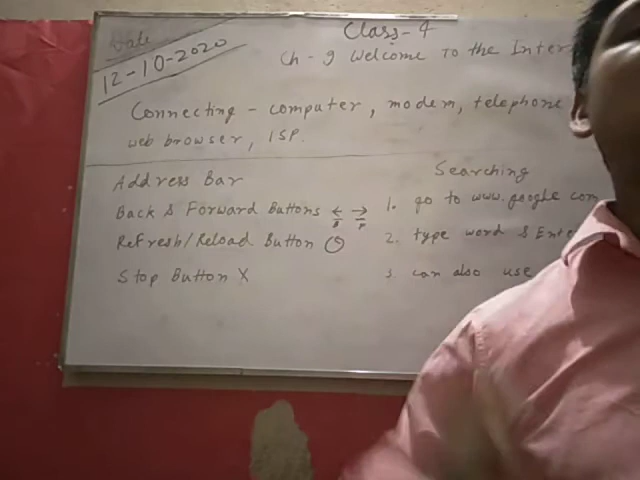 Date
12-10-2020
Class-4
Ch-9 Welcome To the Inter
Connecting - computer, modem, telephone
web browser, ISP.
Address Bar
Back & Forward Buttons ← →
B F
Refresh/Reload Button
Stop Button X
Searching
1. go to www.google com
2. type word & Ente
3. can also use